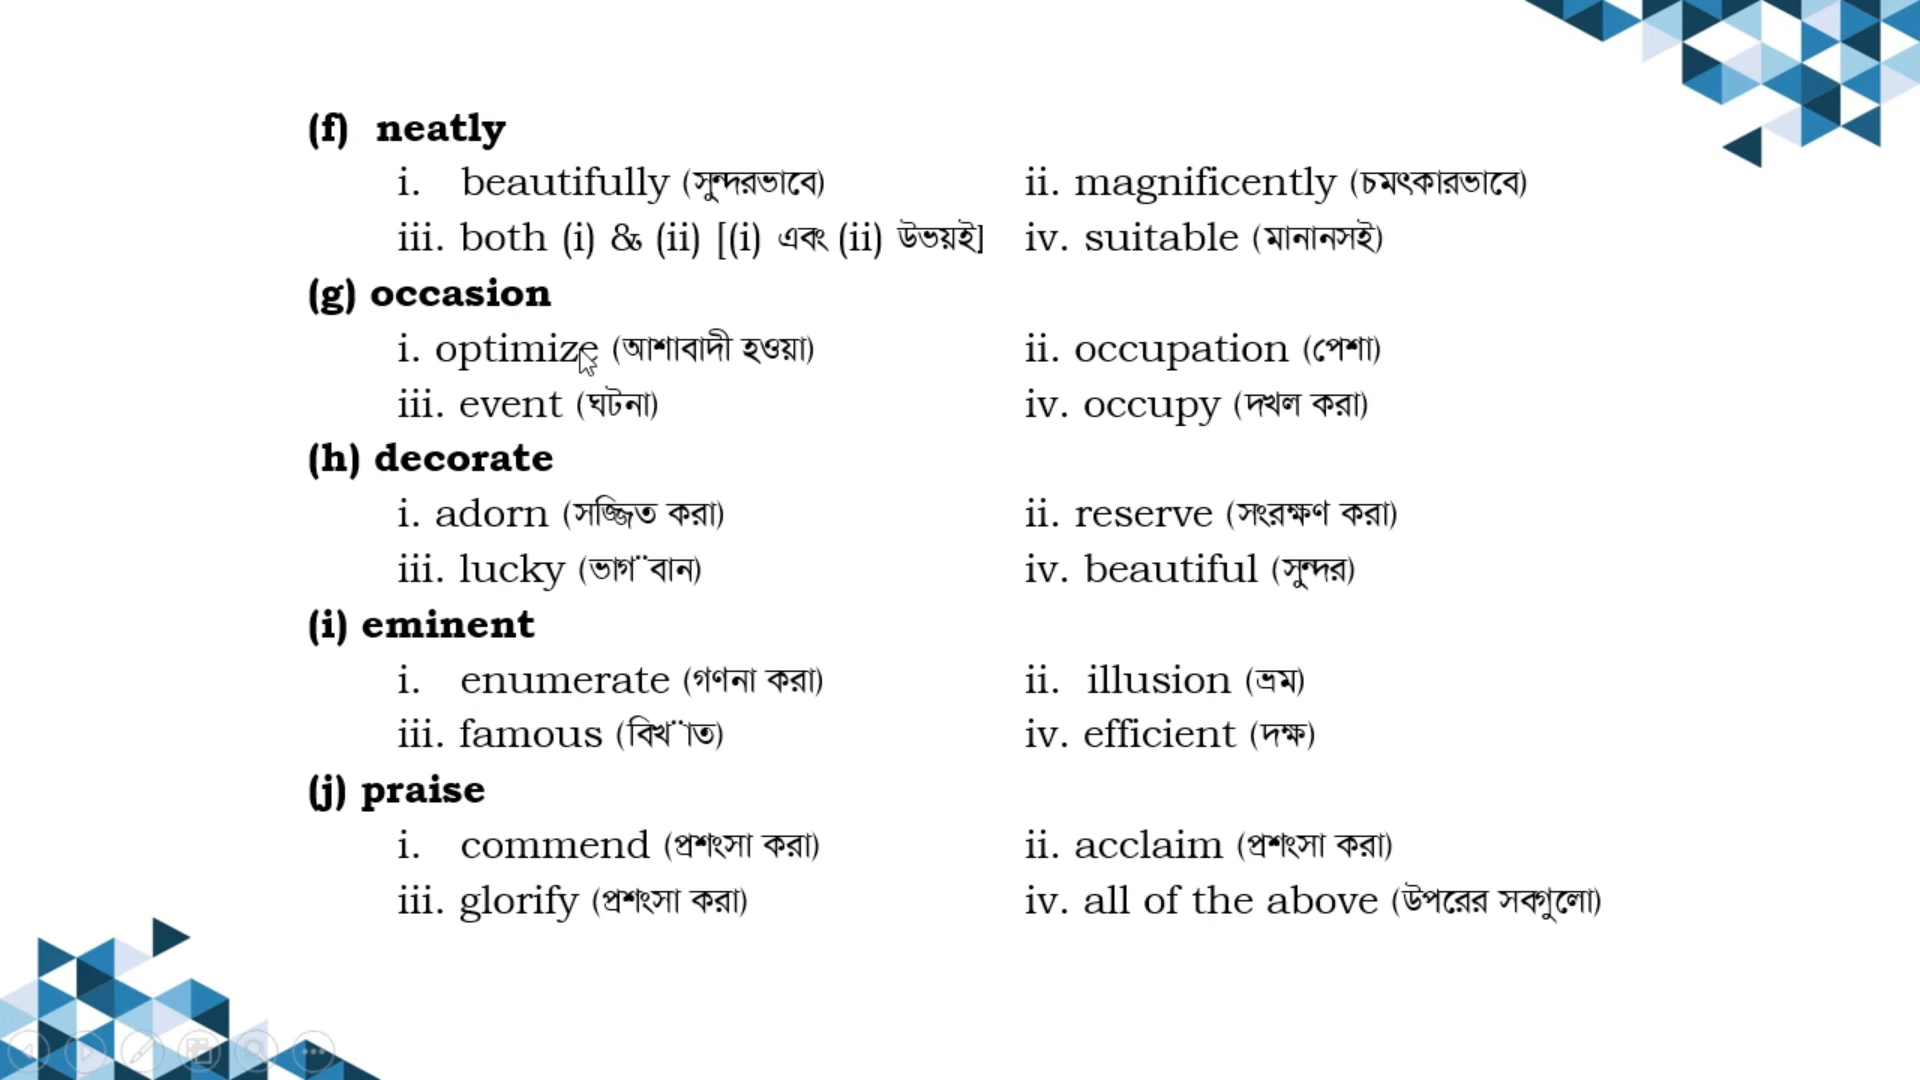 (f) neatly
i. beautifully (সুন্দরভাবে) ii. magnificently (চমৎকারভাবে)
iii. both (i) & (ii) [(i) এবং (ii) উভয়ই] iv. suitable (মানানসই)
(g) occasion
i. optimize (আশাবাদী হওয়া) ii. occupation (পেশা)
iii. event (ঘটনা) iv. occupy (দখল করা)
(h) decorate
i. adorn (সজ্জিত করা) ii. reserve (সংরক্ষণ করা)
iii. lucky (ভাগ¨বান) iv. beautiful (সুন্দর)
(i) eminent
i. enumerate (গণনা করা) ii. illusion (ভ্রম)
iii. famous (বিখ¨াত) iv. efficient (দক্ষ)
(j) praise
i. commend (প্রশংসা করা) ii. acclaim (প্রশংসা করা)
iii. glorify (প্রশংসা করা) iv. all of the above (উপরের সবগুলো)